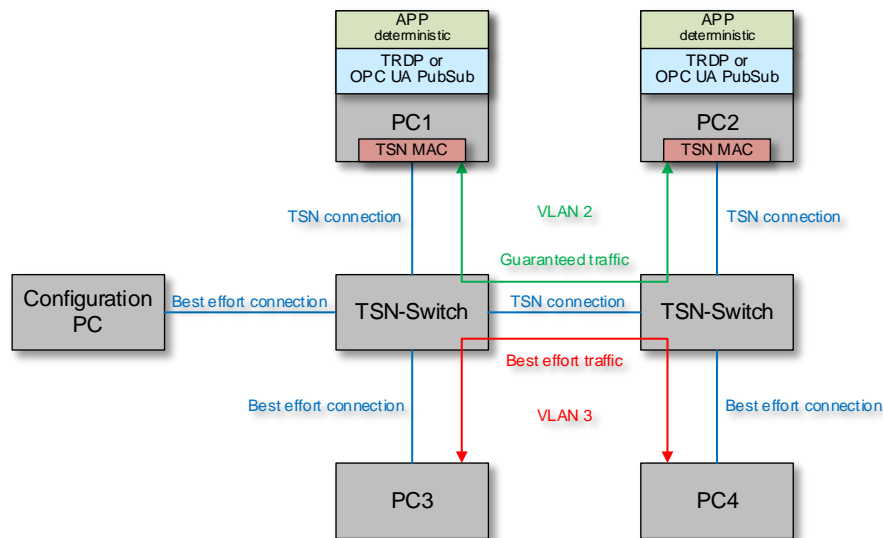 APP
deterministic
TRDP or
OPC UA PubSub
PC1
TSN MAC
APP
deterministic
TRDP or
OPC UA PubSub
PC2
TSN MAC
TSN connection
VLAN 2
TSN connection
Guaranteed traffic
Configuration
PC
Best effort connection
TSN-Switch
TSN connection
TSN-Switch
Best effort traffic
Best effort connection
VLAN 3
Best effort connection
PC3
PC4